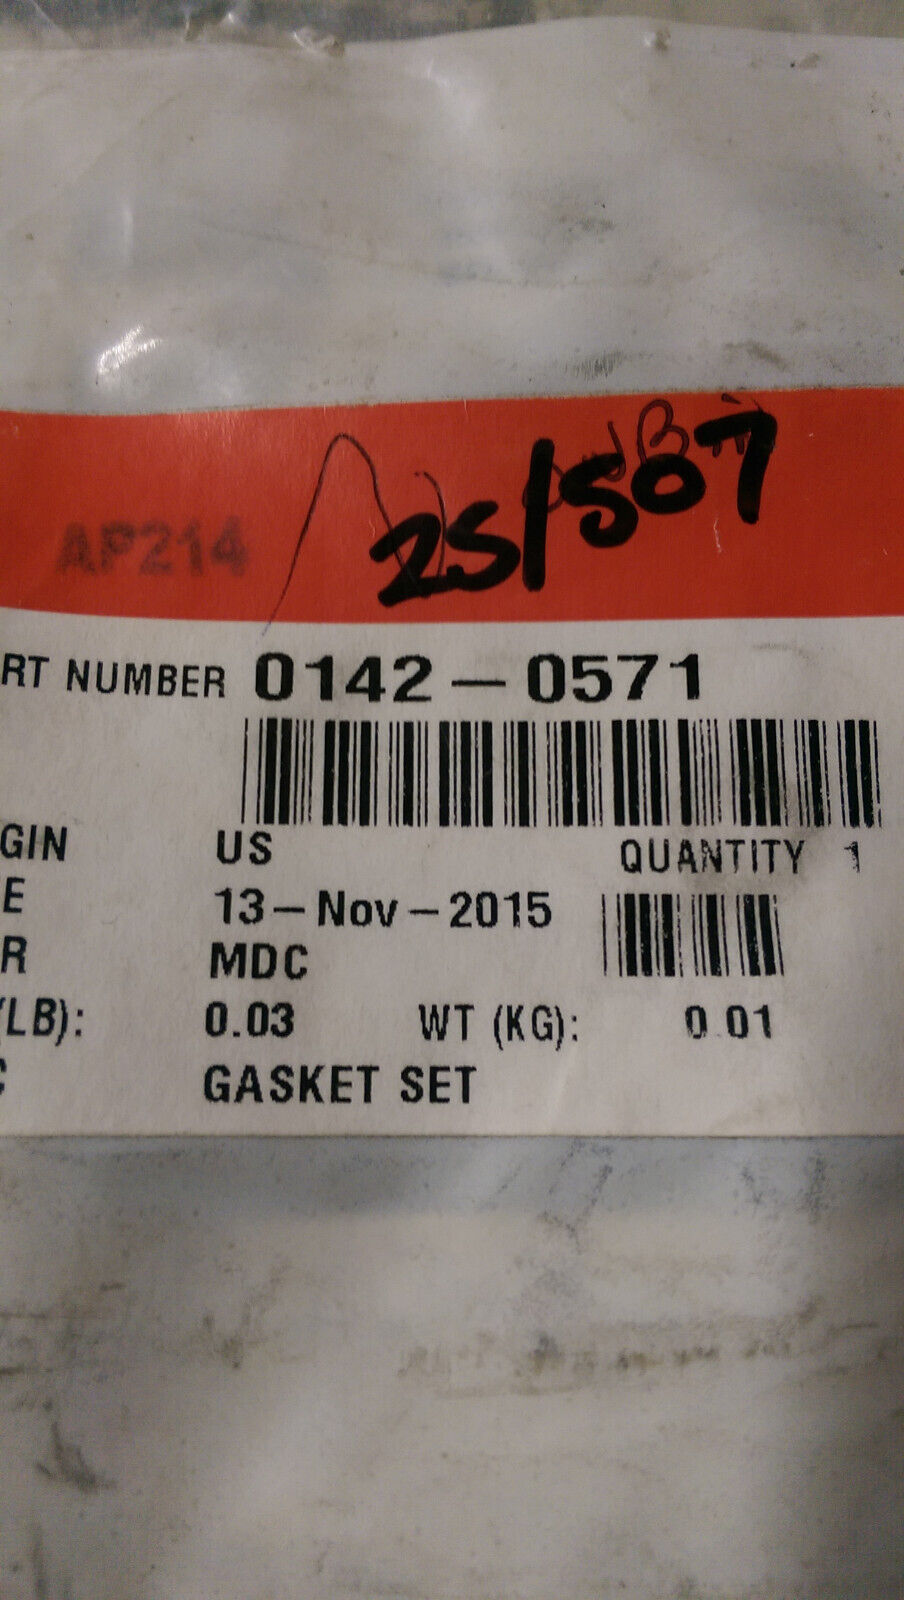 25/507
AP214
RT NUMBER 0142-0571
GIN US QUANTITY 1
E 13-Nov-2015
R MDC
(LB): 0.03 WT (KG): 0.01
GASKET SET